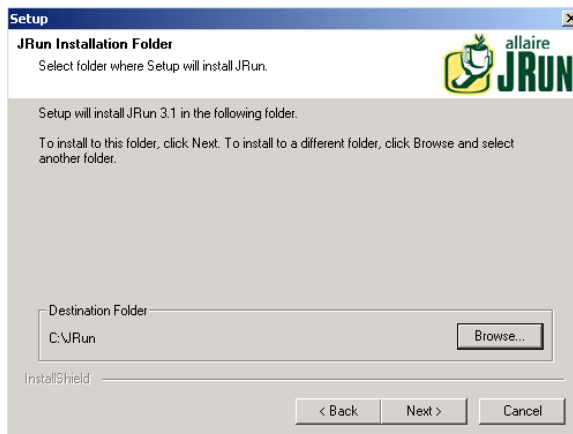 Setup
JRun Installation Folder
Select folder where Setup will install JRun.
allaire
JRUN
Setup will install JRun 3.1 in the following folder.
To install to this folder, click Next. To install to a different folder, click Browse and select
another folder.
Destination Folder
C:\JRun
Browse...
InstallShield
< Back
Next >
Cancel